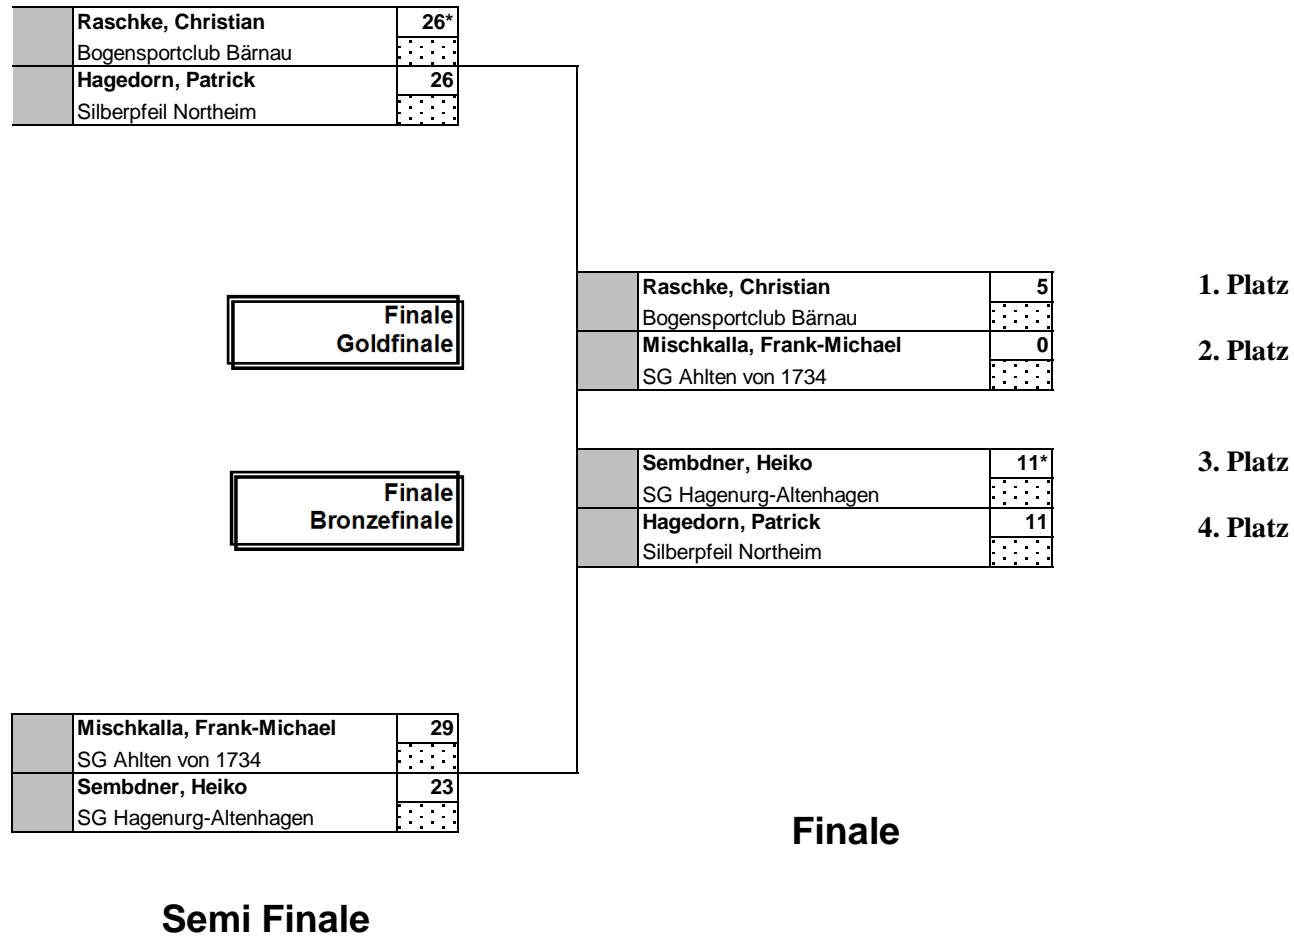 Raschke, Christian 26*
Bogensportclub Bärnau
Hagedorn, Patrick 26
Silberpfeil Northeim
Finale
Goldfinale
Raschke, Christian 5 1. Platz
Bogensportclub Bärnau
Mischkalla, Frank-Michael 0 2. Platz
SG Ahlten von 1734
Finale
Bronzefinale
Sembdner, Heiko 11* 3. Platz
SG Hagenurg-Altenhagen
Hagedorn, Patrick 11 4. Platz
Silberpfeil Northeim
Mischkalla, Frank-Michael 29
SG Ahlten von 1734
Sembdner, Heiko 23
SG Hagenurg-Altenhagen
Finale
Semi Finale